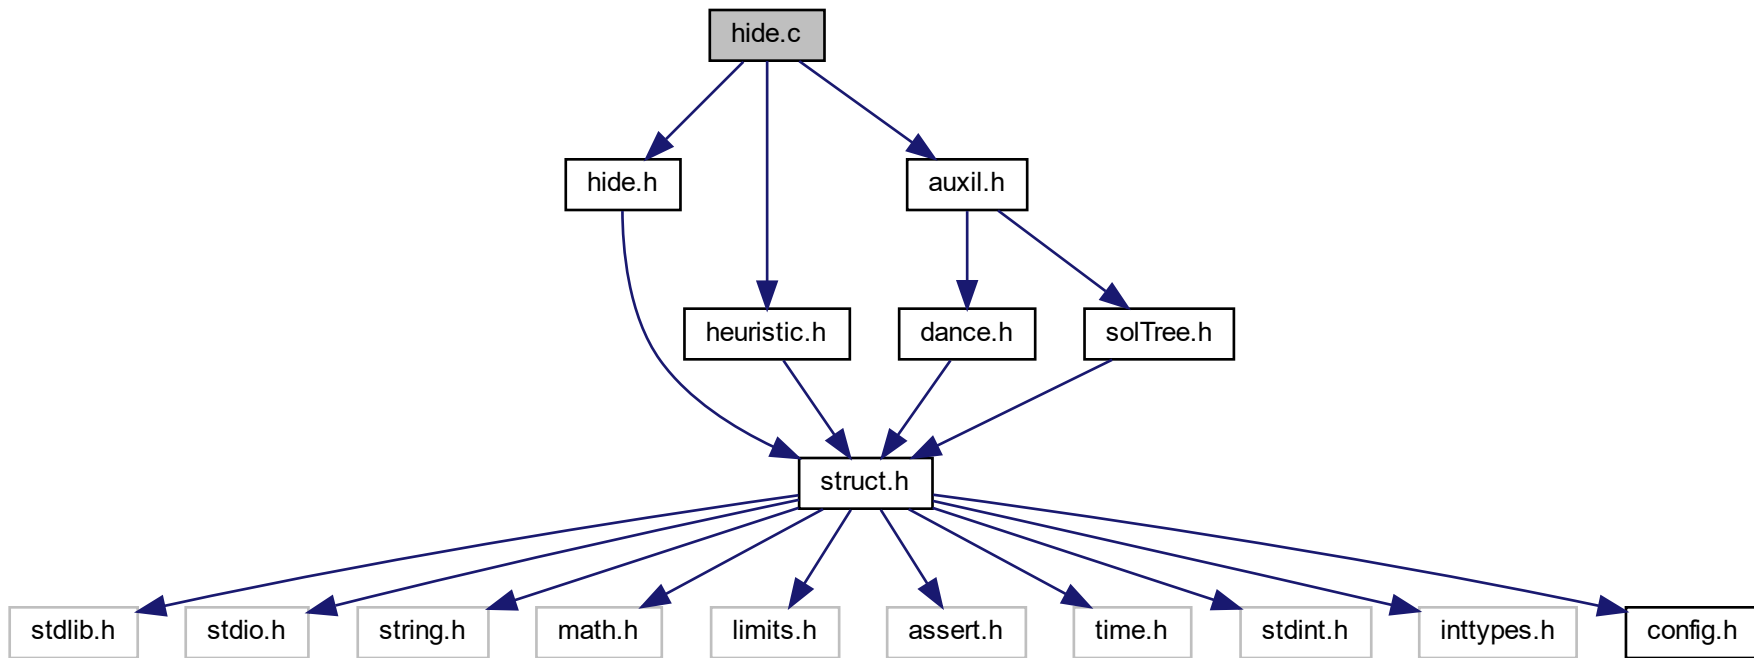 hide.c
hide.h
auxil.h
heuristic.h
dance.h
solTree.h
struct.h
stdlib.h
stdio.h
string.h
math.h
limits.h
assert.h
time.h
stdint.h
inttypes.h
config.h